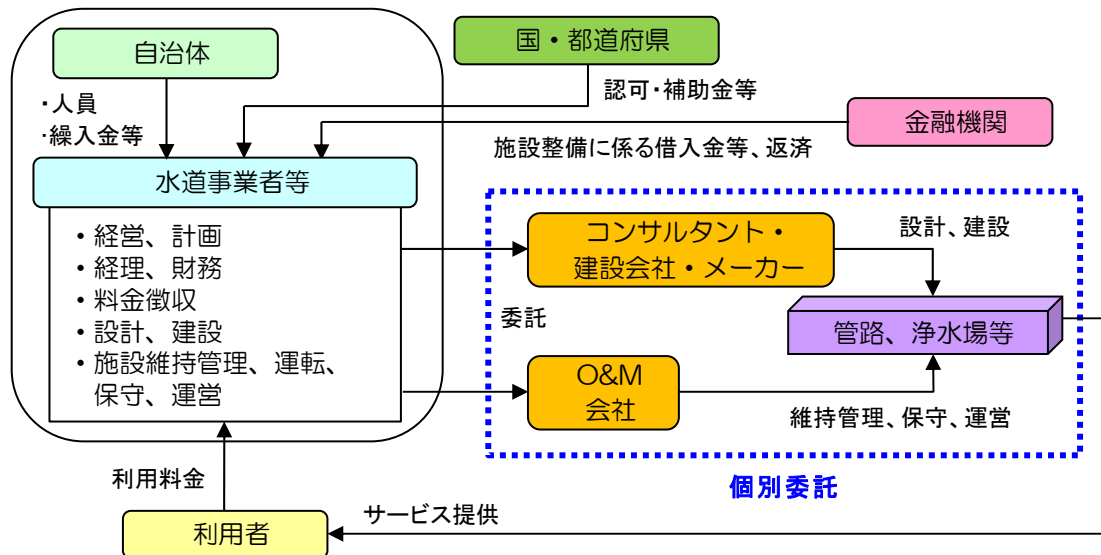 自治体
国・都道府県
・人員
・繰入金等
認可・補助金等
金融機関
施設整備に係る借入金等、返済
水道事業者等
・経営、計画
・経理、財務
・料金徴収
・設計、建設
・施設維持管理、運転、
保守、運営
コンサルタント・
建設会社・メーカー
設計、建設
委託
管路、浄水場等
O&M
会社
維持管理、保守、運営
個別委託
利用料金
サービス提供
利用者